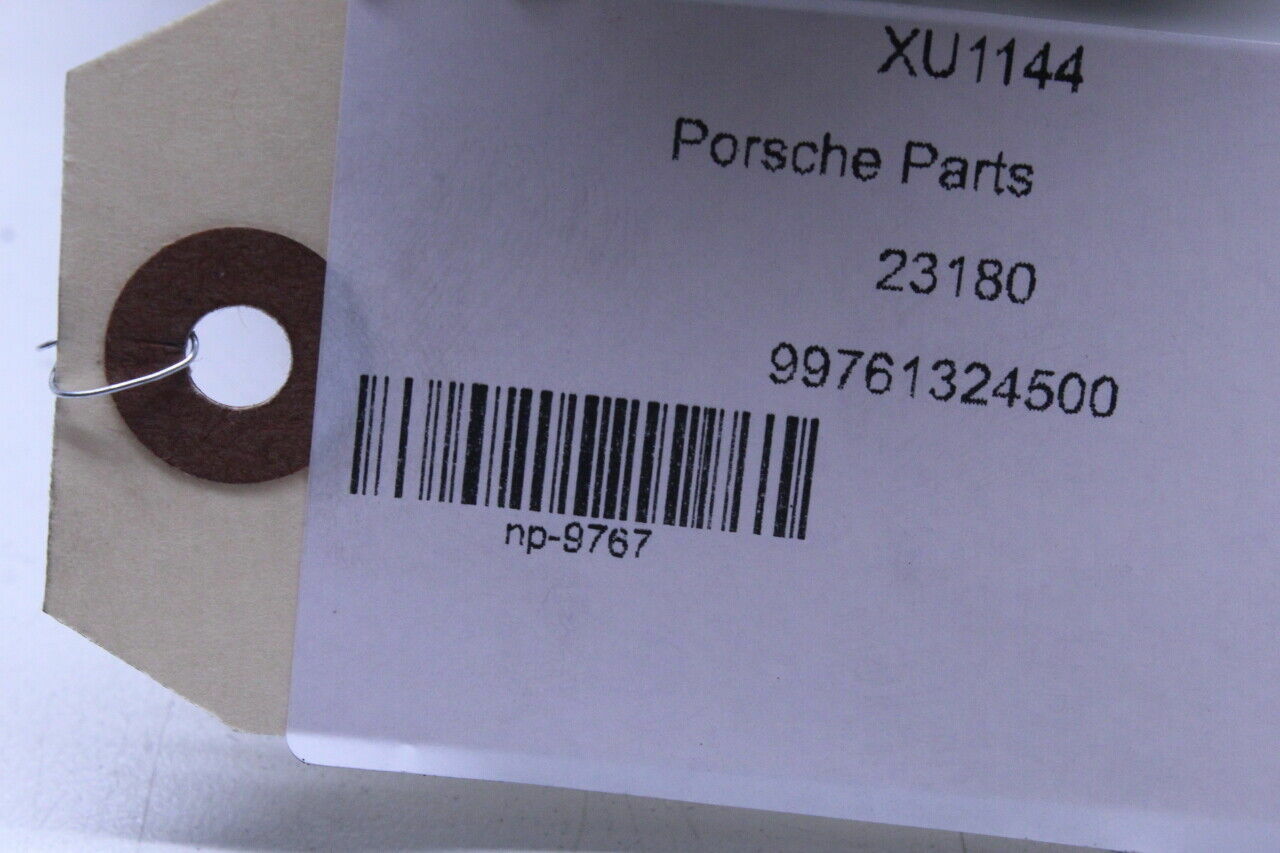 XU1144
Porsche Parts
23180
99761324500
np-9767